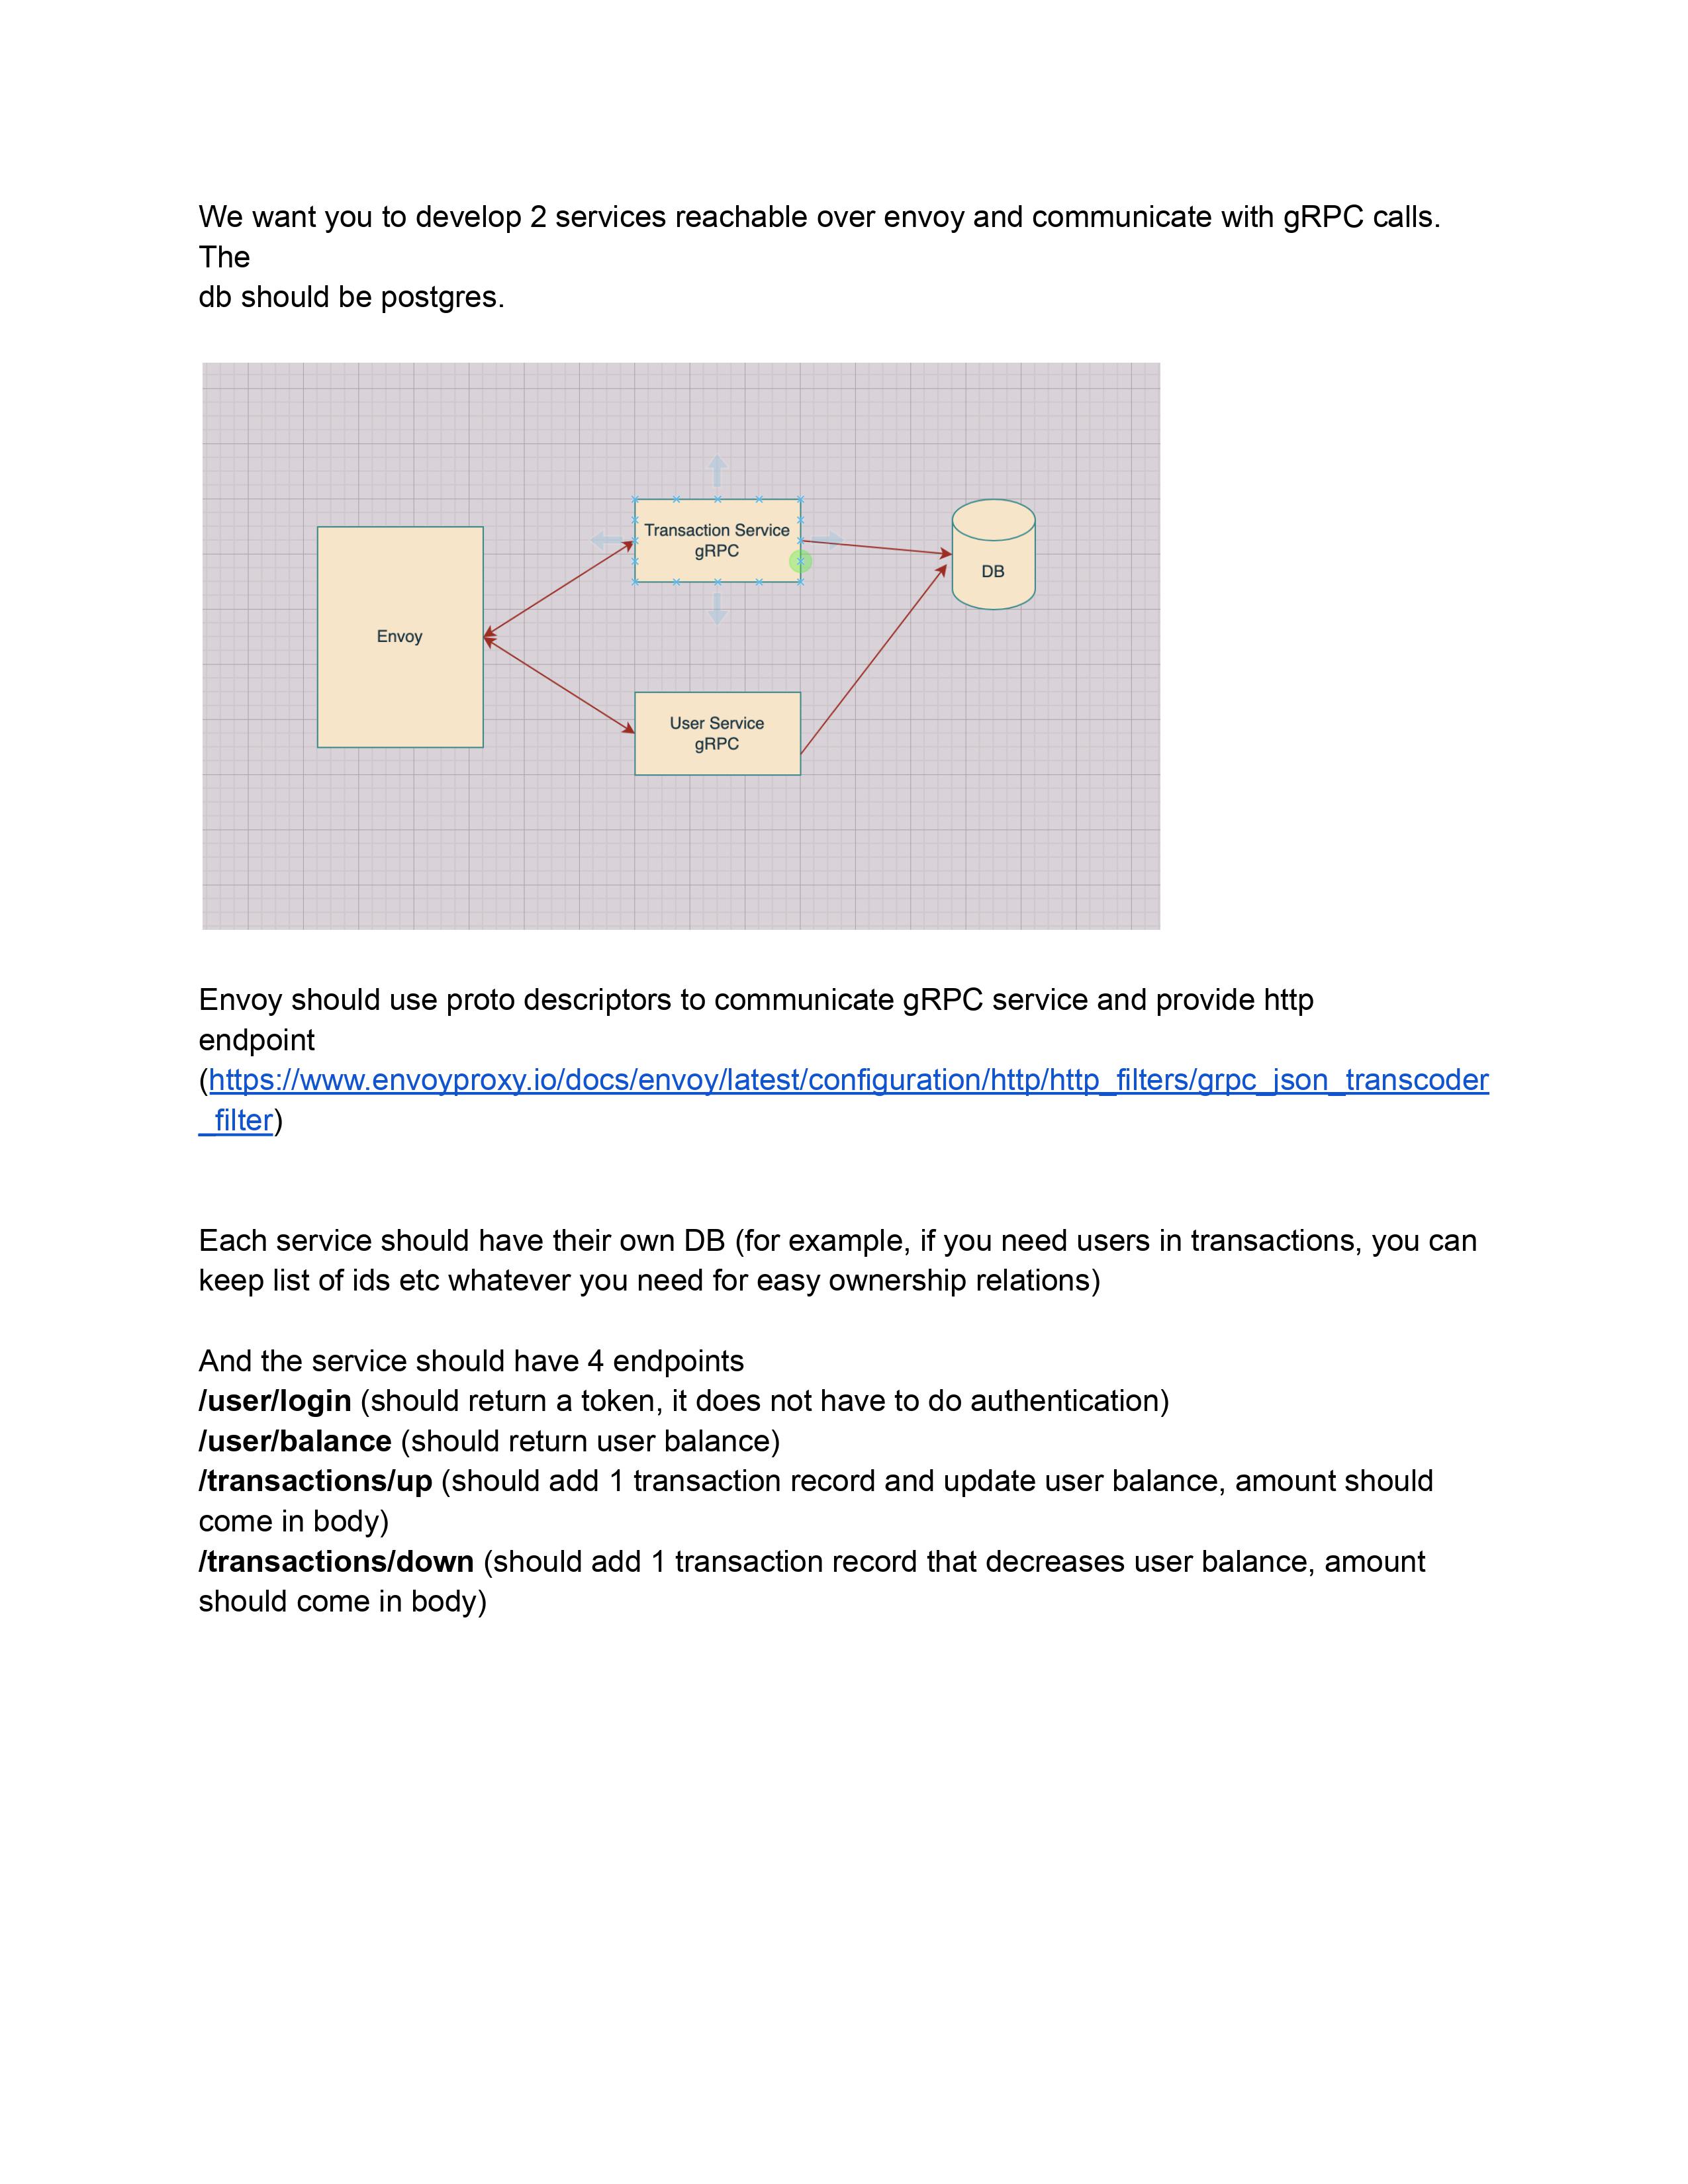 We want you to develop 2 services reachable over envoy and communicate with gRPC calls.
The
db should be postgres.
Transaction Service
gRPC
DB
Envoy
User Service
gRPC
Envoy should use proto descriptors to communicate gRPC service and provide http
endpoint
(https://www.envoyproxy.io/docs/envoy/latest/configuration/http/http_filters/grpc_json_transcoder
_filter)
Each service should have their own DB (for example, if you need users in transactions, you can
keep list of ids etc whatever you need for easy ownership relations)
And the service should have 4 endpoints
/user/login (should return a token, it does not have to do authentication)
/user/balance (should return user balance)
/transactions/up (should add 1 transaction record and update user balance, amount should
come in body)
/transactions/down (should add 1 transaction record that decreases user balance, amount
should come in body)